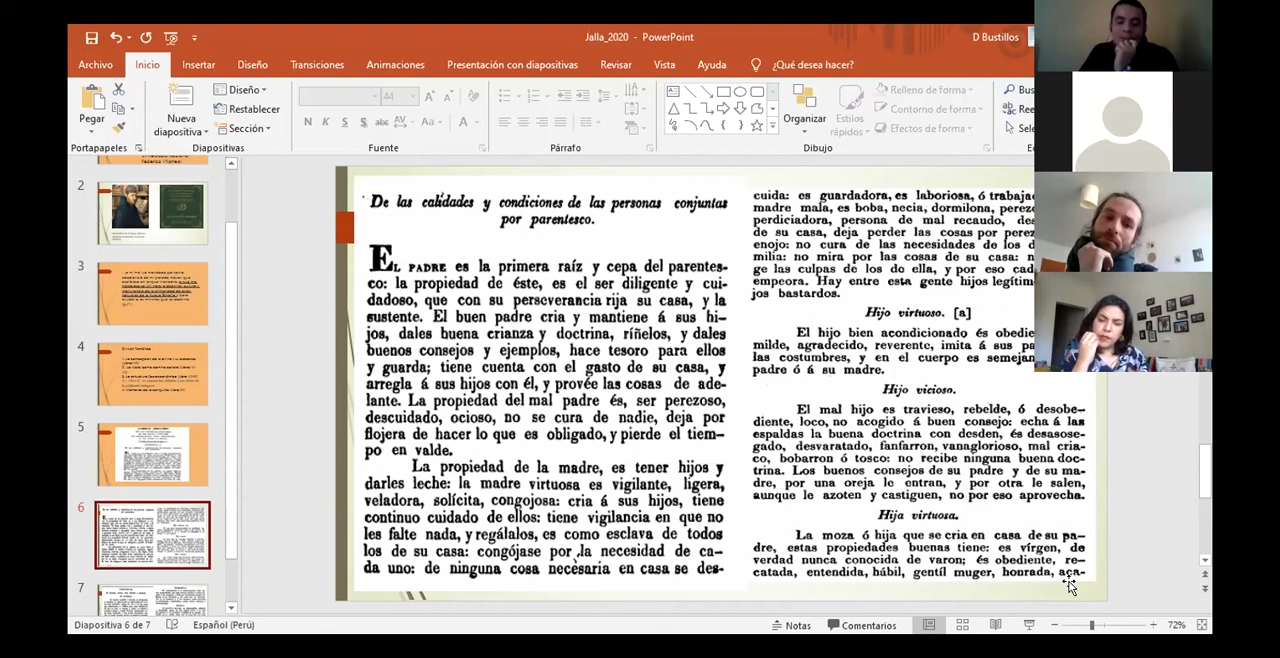 Jalla_2020 - PowerPoint
D Bustillos
Archivo
Inicio
Insertar
Diseño
Transiciones
Animaciones
Presentación con diapositivas
Revisar
Vista
Ayuda
¿Qué desea hacer?
Pegar
Nueva
diapositiva
Diseño
Restablecer
Sección
44
N K S S abc AV Aa A
Organizar
Estilos
rápidos
Relleno de forma
Contorno de forma
Efectos de forma
Bus
Ree
Sele
Portapapeles
Diapositivas
Fuente
Párrafo
Dibujo
2
3
4
5
6
7
De las calidades y condiciones de las personas conjuntas
por parentesco.
EL PADRE es la primera raíz y cepa del parentes-
co: la propiedad de éste, es el ser diligente y cui-
dadoso, que con su perseverancia rija su casa, y la
sustente. El buen padre cria y mantiene á sus hi-
jos, dales buena crianza y doctrina, ríñelos, y dales
buenos consejos y ejemplos, hace tesoro para ellos
y guarda; tiene cuenta con el gasto de su casa, y
arregla á sus hijos con él, y provée las cosas de ade-
lante. La propiedad del mal padre és, ser perezoso,
descuidado, ocioso, no se cura de nadie, deja por
flojera de hacer lo que es obligado, y pierde el tiem-
po en valde.
La propiedad de la madre, es tener hijos y
darles leche: la madre virtuosa es vigilante, ligera,
veladora, solícita, congojosa: cria á sus hijos, tiene
continuo cuidado de ellos: tiene vigilancia en que no
les falte nada, y regálalos, es como esclava de todos
los de su casa: congójase por la necesidad de ca-
da uno: de ninguna cosa necesaria en casa se des-
cuida: es guardadora, es laboriosa, ó trabaja
madre mala, es boba, necia, dormilona, perezo
perdiciadora, persona de mal recaudo, des
de su casa, deja perder las cosas por perez
enojo: no cura de las necesidades de los d
milia: no mira por las cosas de su casa: n
ge las culpas de los de ella, y por eso cad
empeora. Hay entre esta gente hijos legítim
jos bastardos.
Hijo virtuoso. [a]
El hijo bien acondicionado és obedie
milde, agradecido, reverente, imita á sus pa
las costumbres, y en el cuerpo es semejan
padre ó á su madre.
Hijo vicioso.
El mal hijo es travieso, rebelde, ó desobe-
diente, loco, no acogido á buen consejo: echa á las
espaldas la buena doctrina con desden, és desasose-
gado, desvaratado, fanfarron, vanaglorioso, mal cria-
co, bobarron ó tosco: no recibe ninguna buena doc-
trina. Los buenos consejos de su padre y de su ma-
dre, por una oreja le entran, y por otra le salen,
aunque le azoten y castiguen, no por eso aprovecha.
Hija virtuosa.
La moza ó hija que se cria en casa de su pa-
dre, estas propiedades buenas tiene: es vírgen, de
verdad nunca conocida de varon; és obediente, re-
catada, entendida, hábil, gentíl muger, honrada, aca-
Diapositiva 6 de 7
Español (Perú)
Notas
Comentarios
72%